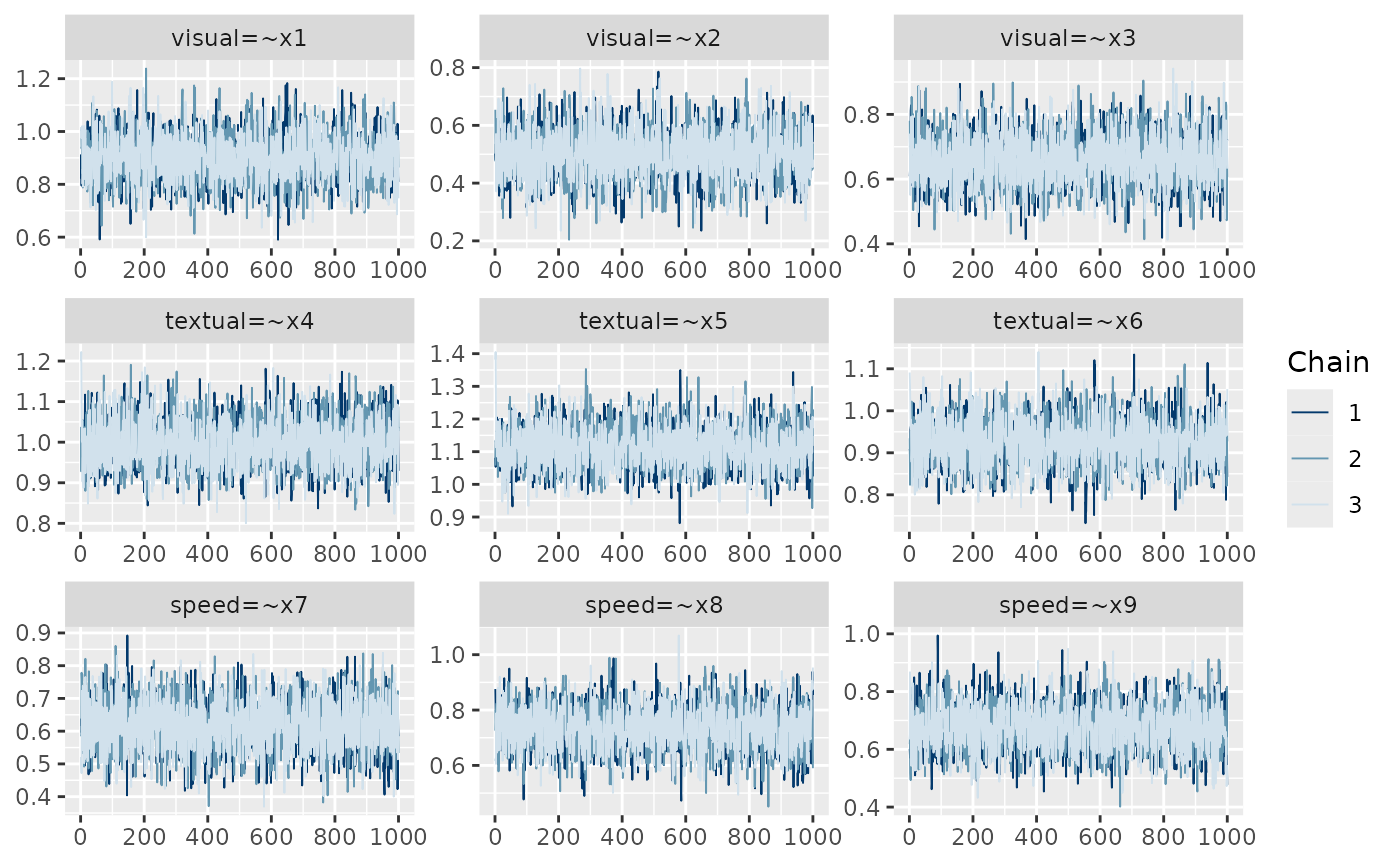 visual=~x1 visual=~x2 visual=~x3
1.2 0.8
1.0 0.6 0.8
0.8 0.4 0.6
0.6 0.2 0.4
0 200 400 600 800 1000 0 200 400 600 800 1000 0 200 400 600 800 1000
textual=~x4 textual=~x5 textual=~x6
1.2 1.4 1.1
1.1 1.3 1.0
1.0 1.2 0.9
0.9 1.1 0.8
0.8 1.0
0.9
0 200 400 600 800 1000 0 200 400 600 800 1000 0 200 400 600 800 1000
speed=~x7 speed=~x8 speed=~x9
0.9 1.0 1.0
0.8 0.8 0.8
0.7 0.6 0.6
0.6 0.4
0.5
0.4
0 200 400 600 800 1000 0 200 400 600 800 1000 0 200 400 600 800 1000
Chain
1
2
3